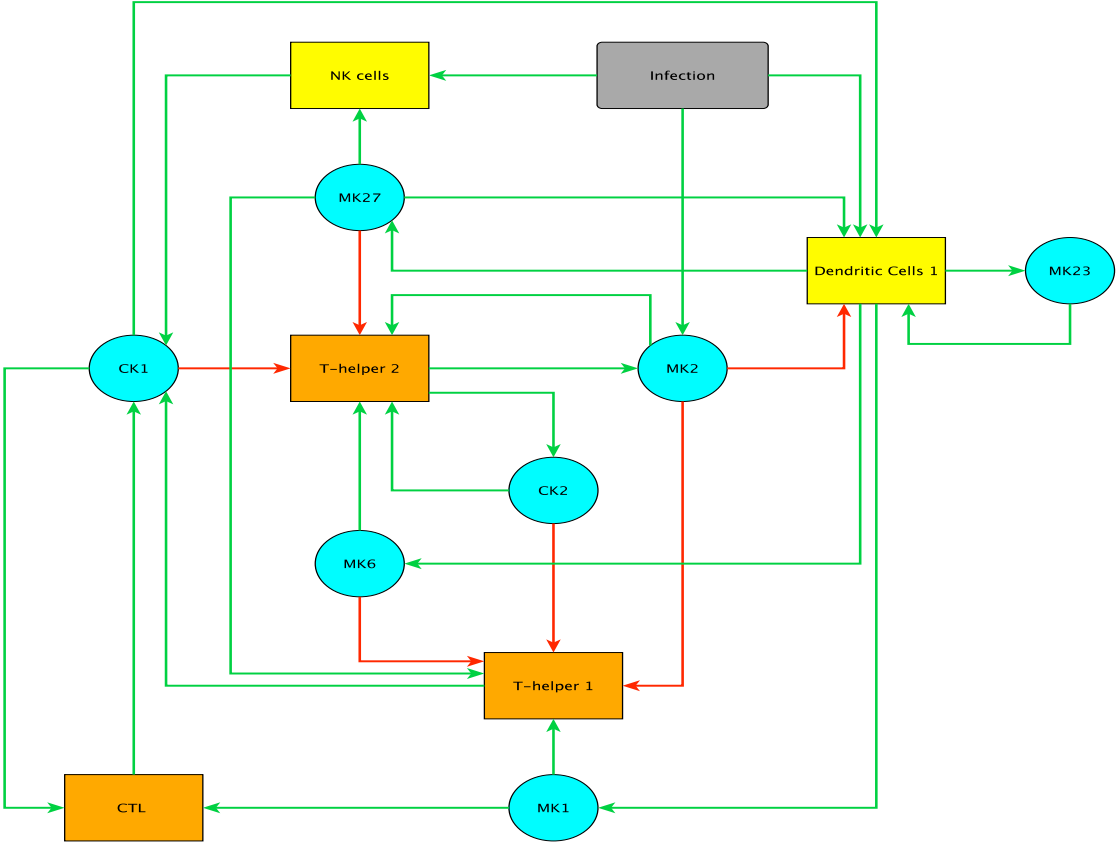 NK cells
Infection
MK27
Dendritic Cells 1
MK23
CK1
T-helper 2
MK2
CK2
MK6
T-helper 1
CTL
MK1